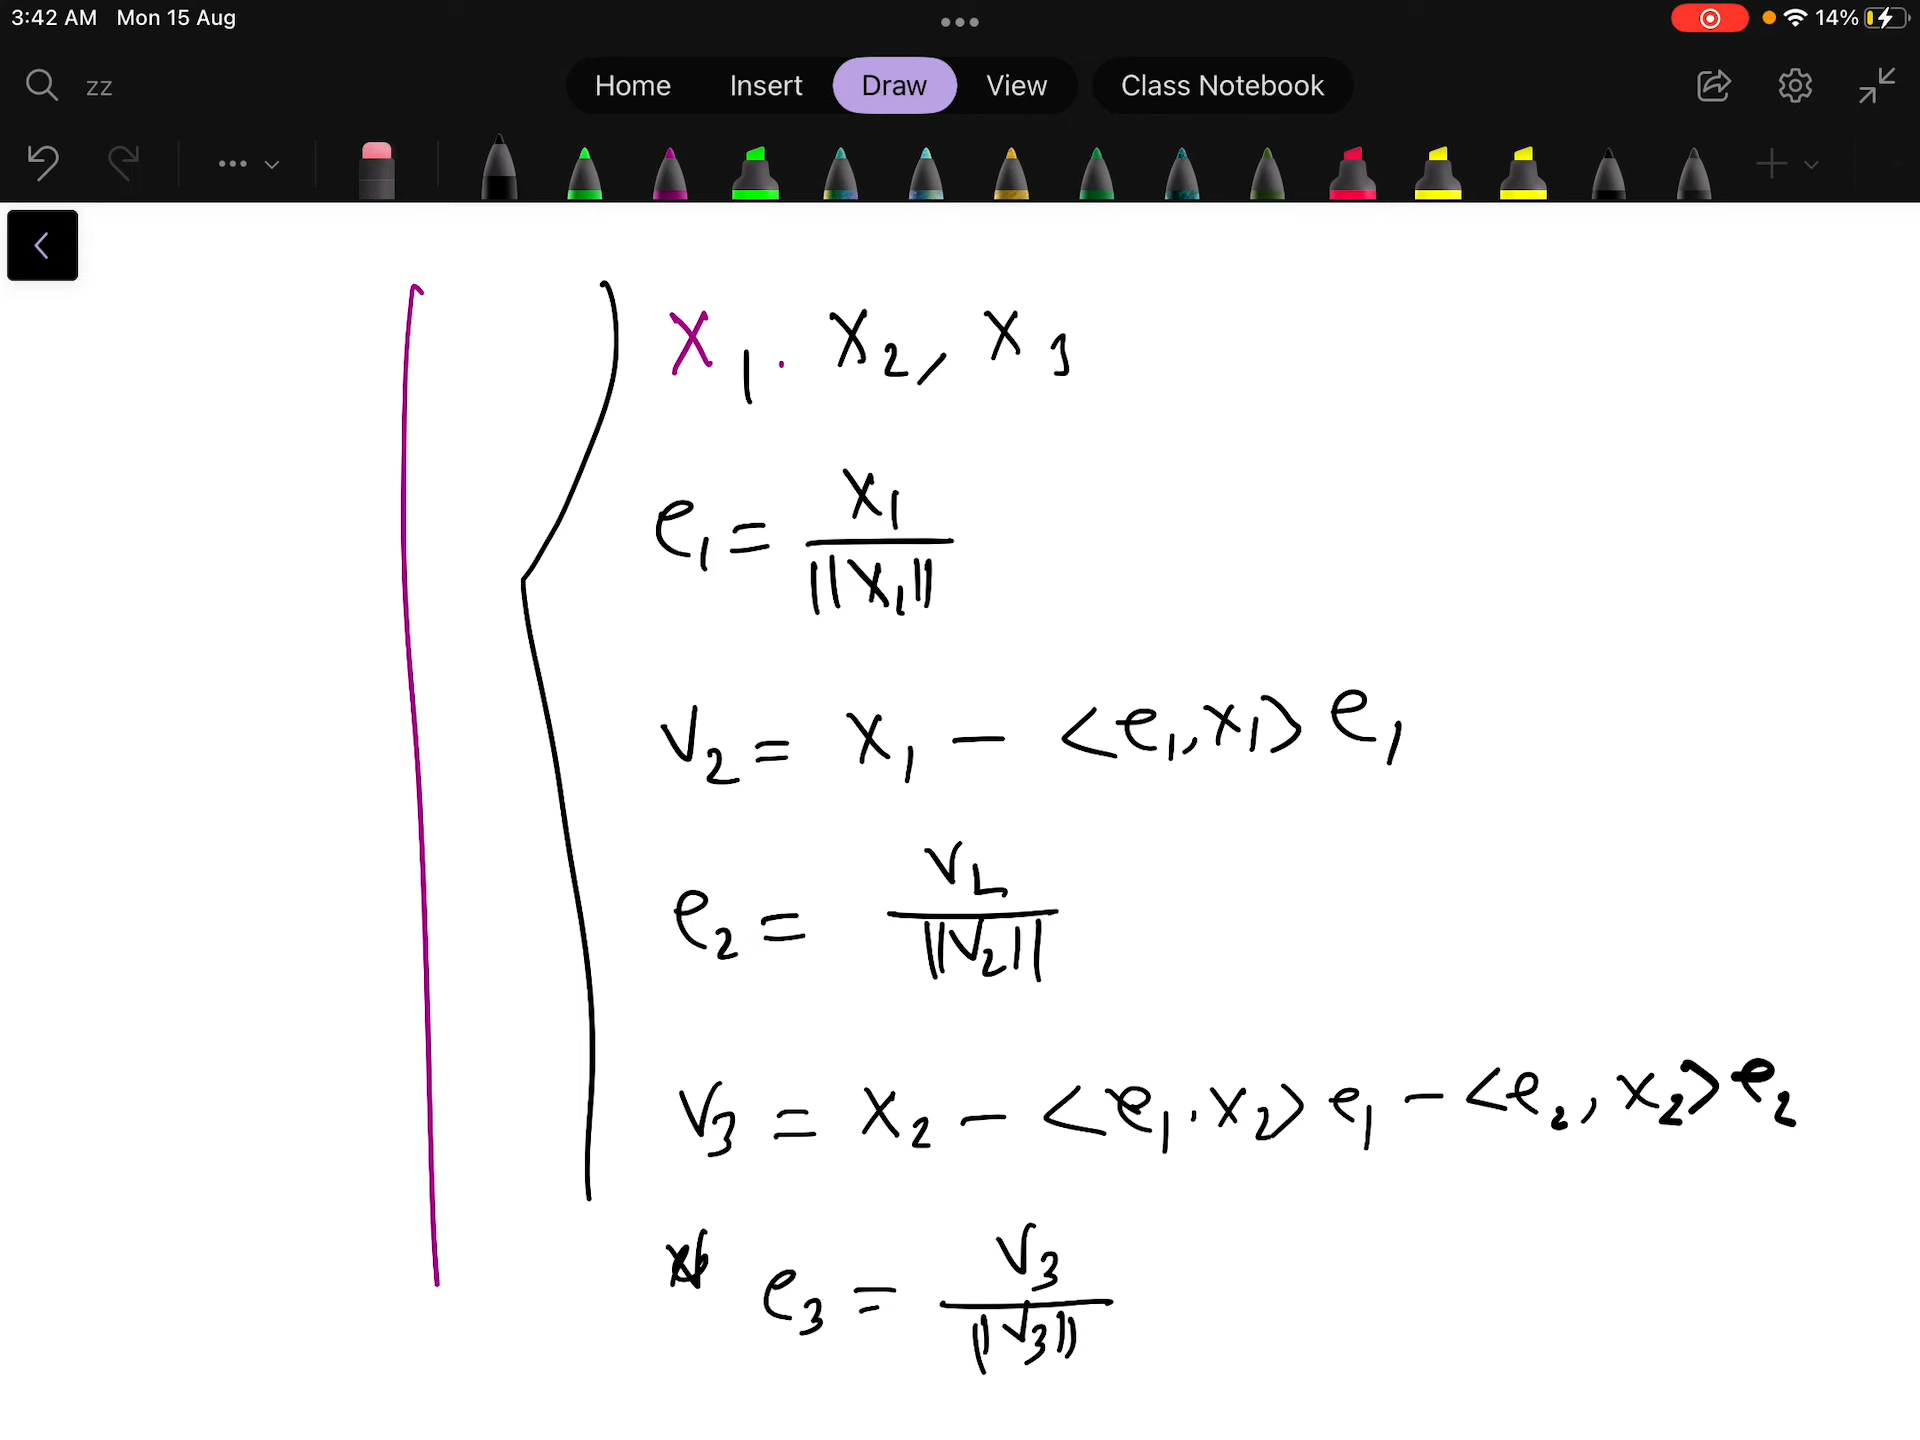 3:42 AM Mon 15 Aug 14%
zz Home Insert Draw View Class Notebook
x₁. x₂, x₃
e₁ = x₁ / ||x₁||
v₂ = x₁ - <e₁, x₁> e₁
e₂ = v₂ / ||v₂||
v₃ = x₂ - <e₁, x₂> e₁ - <e₂, x₂> e₂
e₃ = v₃ / ||v₃||